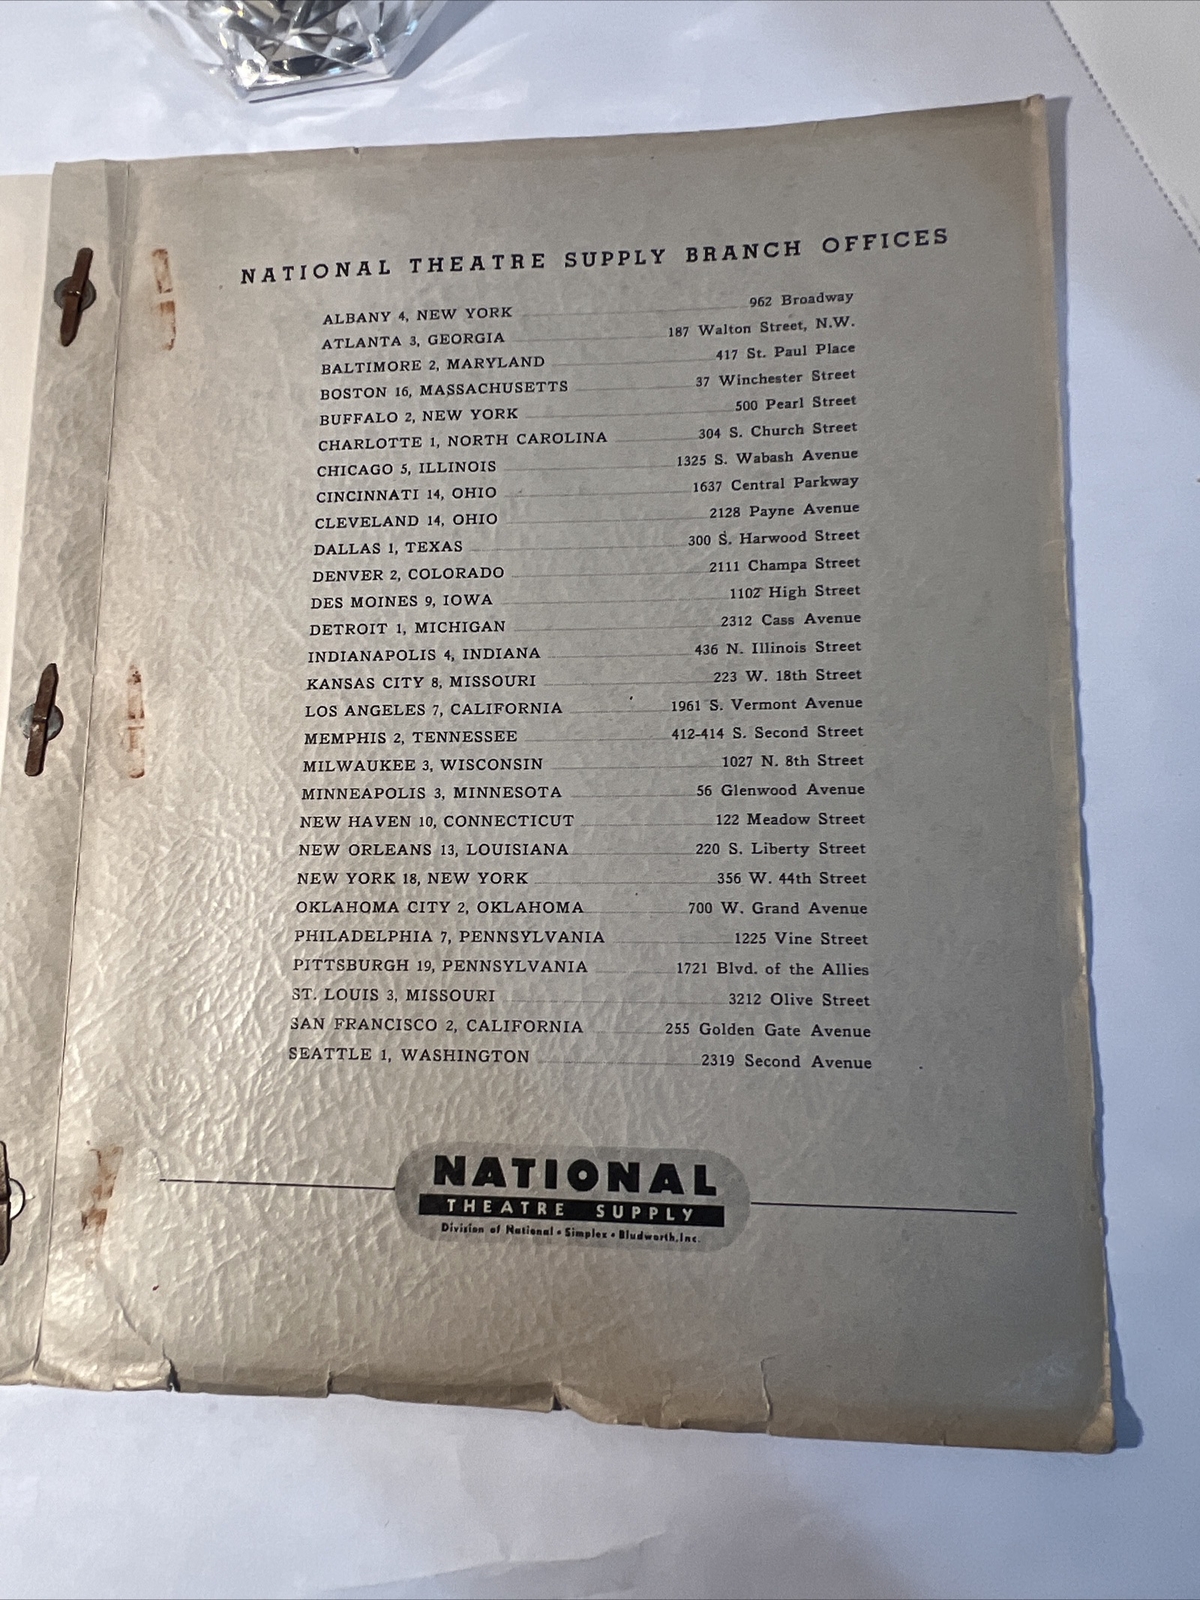 NATIONAL THEATRE SUPPLY BRANCH OFFICES
ALBANY 4, NEW YORK 962 Broadway
ATLANTA 3, GEORGIA 187 Walton Street, N.W.
BALTIMORE 2, MARYLAND 417 St. Paul Place
BOSTON 16, MASSACHUSETTS 37 Winchester Street
BUFFALO 2, NEW YORK 500 Pearl Street
CHARLOTTE 1, NORTH CAROLINA 304 S. Church Street
CHICAGO 5, ILLINOIS 1325 S. Wabash Avenue
CINCINNATI 14, OHIO 1637 Central Parkway
CLEVELAND 14, OHIO 2128 Payne Avenue
DALLAS 1, TEXAS 300 S. Harwood Street
DENVER 2, COLORADO 2111 Champa Street
DES MOINES 9, IOWA 1102 High Street
DETROIT 1, MICHIGAN 2312 Cass Avenue
INDIANAPOLIS 4, INDIANA 436 N. Illinois Street
KANSAS CITY 8, MISSOURI 223 W. 18th Street
LOS ANGELES 7, CALIFORNIA 1961 S. Vermont Avenue
MEMPHIS 2, TENNESSEE 412-414 S. Second Street
MILWAUKEE 3, WISCONSIN 1027 N. 8th Street
MINNEAPOLIS 3, MINNESOTA 56 Glenwood Avenue
NEW HAVEN 10, CONNECTICUT 122 Meadow Street
NEW ORLEANS 13, LOUISIANA 220 S. Liberty Street
NEW YORK 18, NEW YORK 356 W. 44th Street
OKLAHOMA CITY 2, OKLAHOMA 700 W. Grand Avenue
PHILADELPHIA 7, PENNSYLVANIA 1225 Vine Street
PITTSBURGH 19, PENNSYLVANIA 1721 Blvd. of the Allies
ST. LOUIS 3, MISSOURI 3212 Olive Street
SAN FRANCISCO 2, CALIFORNIA 255 Golden Gate Avenue
SEATTLE 1, WASHINGTON 2319 Second Avenue
NATIONAL
THEATRE SUPPLY
Division of National • Simplex • Bludworth, Inc.